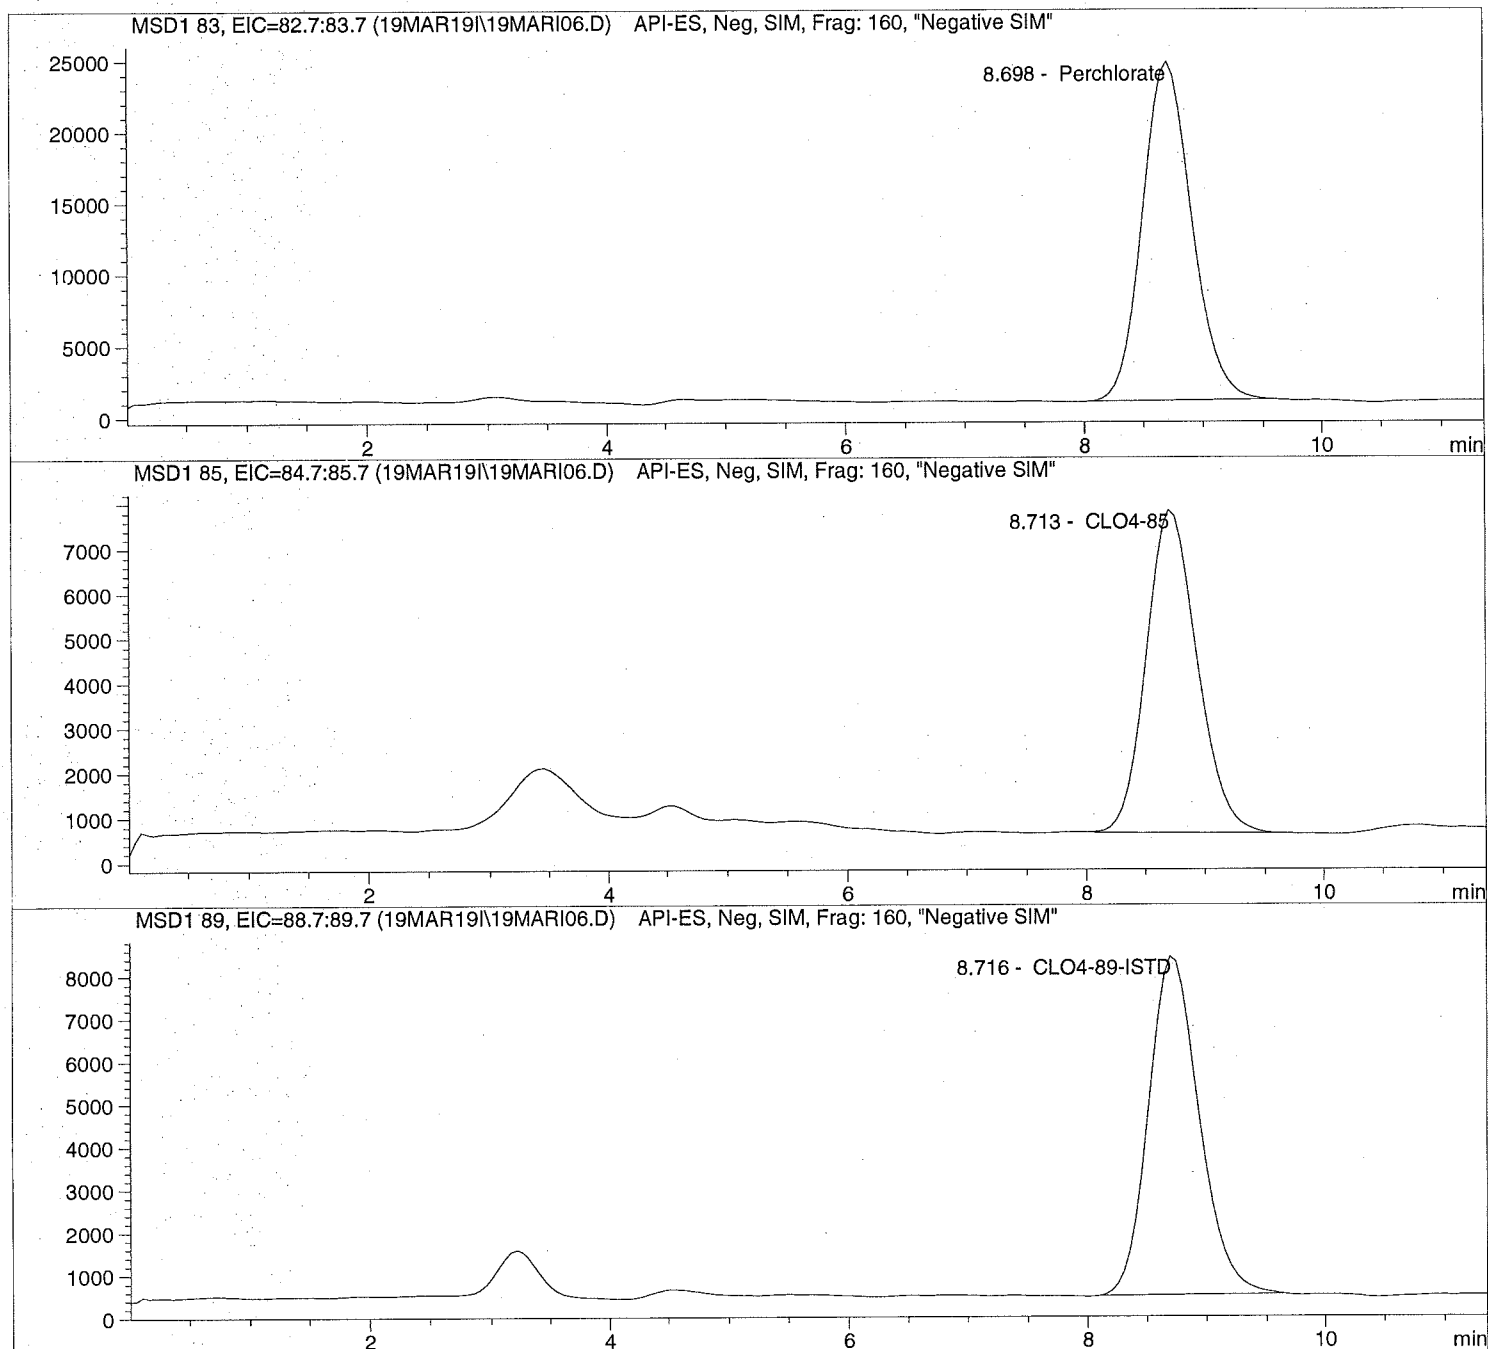 MSD1 83, EIC=82.7:83.7 (19MAR19I\19MARI06.D) API-ES, Neg, SIM, Frag: 160, "Negative SIM"
25000
8.698 - Perchlorate
20000
15000
10000
5000
0
2 4 6 8 10 min
MSD1 85, EIC=84.7:85.7 (19MAR19I\19MARI06.D) API-ES, Neg, SIM, Frag: 160, "Negative SIM"
8.713 - CLO4-85
7000
6000
5000
4000
3000
2000
1000
0
2 4 6 8 10 min
MSD1 89, EIC=88.7:89.7 (19MAR19I\19MARI06.D) API-ES, Neg, SIM, Frag: 160, "Negative SIM"
8.716 - CLO4-89-ISTD
8000
7000
6000
5000
4000
3000
2000
1000
0
2 4 6 8 10 min